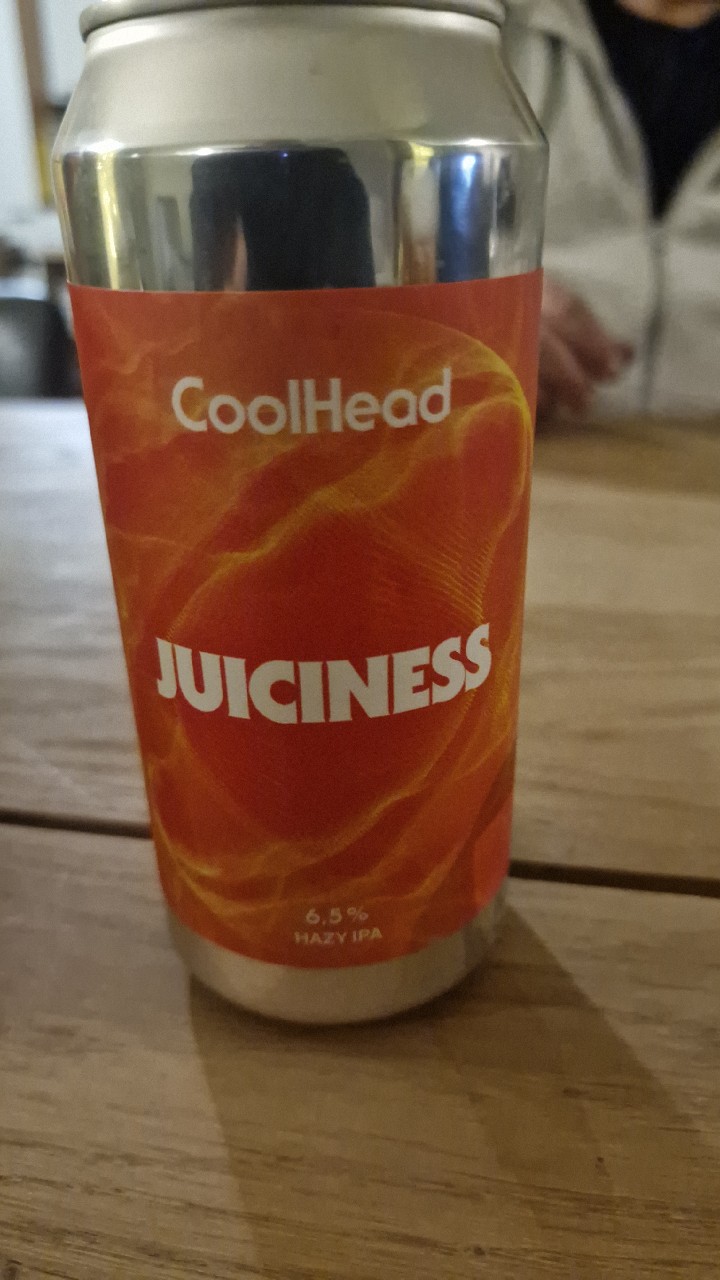 CoolHead
JUICINESS
6,5%
HAZY IPA